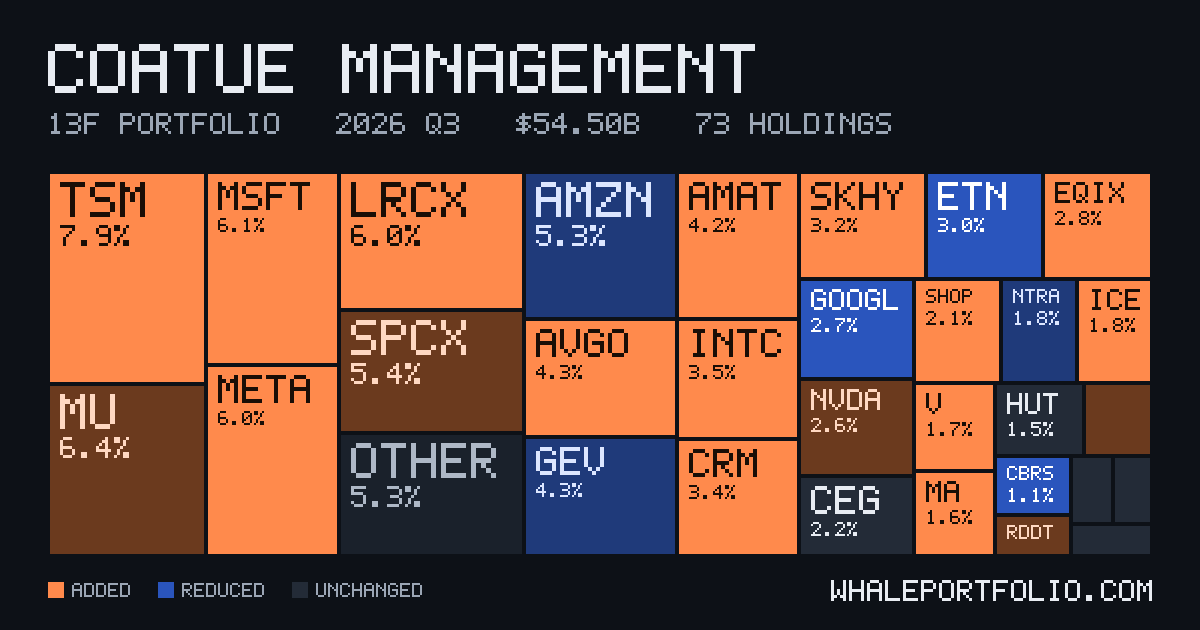 COATUE MANAGEMENT
13F PORTFOLIO 2026 Q3 $54.50B 73 HOLDINGS
TSM
7.9%
MU
6.4%
MSFT
6.1%
META
6.0%
LRCX
6.0%
SPCX
5.4%
OTHER
5.3%
AMZN
5.3%
AVGO
4.3%
GEV
4.3%
AMAT
4.2%
INTC
3.5%
CRM
3.4%
SKHY
3.2%
ETN
3.0%
EQIX
2.8%
GOOGL
2.7%
NVDA
2.6%
CEG
2.2%
SHOP
2.1%
NTRA
1.8%
ICE
1.8%
V
1.7%
MA
1.6%
HUT
1.5%
CBRS
1.1%
RDDT
ADDED REDUCED UNCHANGED
WHALEPORTFOLIO.COM